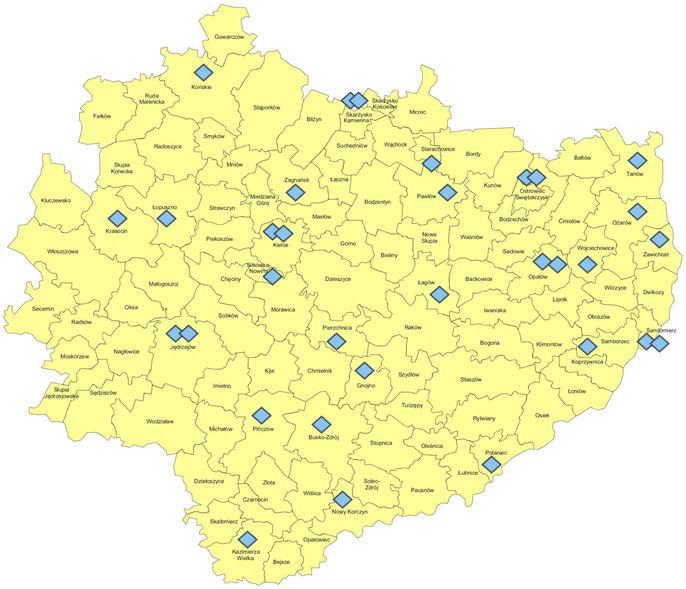 Gowarczów
Końskie
Ruda
Malenicka
Stąporków
Fałków
Bliżyn
Skarżysko
Kościelne
Skarżysko
Kamienna
Mirzec
Smyków
Radoszyce
Suchedniów
Wąchock
Starachowice
Brody
Mniów
Słupia
Konecka
Bałtów
Tarłów
Zagnańsk
Łączna
Kunów
Ostrowiec
Świętokrzyski
Kluczewsko
Miedziana
Góra
Bodzentyn
Pawłów
Łopuszno
Strawczyn
Masłów
Bodzechów
Ćmielów
Ożarów
Krasocin
Piekoszów
Kielce
Górno
Nowa
Słupia
Waśniów
Sadowie
Wojciechowice
Zawichost
Włoszczowa
Bieliny
Sitkówka-
Nowiny
Chęciny
Daleszyce
Łagów
Baćkowice
Opatów
Małogoszcz
Wilczyce
Dwikozy
Lipnik
Secemin
Oksa
Morawica
Iwaniska
Sobków
Obrazów
Radków
Pierzchnica
Raków
Sandomierz
Jędrzejów
Bogoria
Klimontów
Samborzec
Nagłowice
Moskorzew
Koprzywnica
Kije
Chmielnik
Gnojno
Szydłów
Staszów
Imielno
Słupia
Jędrzejowska
Sędziszów
Łoniów
Tuczępy
Wodzisław
Michałów
Pińczów
Busko-Zdrój
Rytwiany
Osiek
Stopnica
Oleśnica
Połaniec
Łubnice
Działoszyce
Złota
Solec-
Zdrój
Pacanów
Wiślica
Czarnocin
Nowy Korczyn
Skalbmierz
Opatowiec
Kazimierza
Wielka
Bejsce